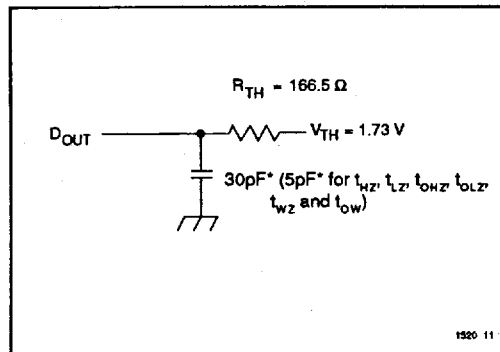 R_TH = 166.5 Ω
D_OUT
V_TH = 1.73 V
30pF* (5pF* for t_HZ, t_LZ, t_OHZ, t_OLZ,
t_WZ and t_OW)
1520 11